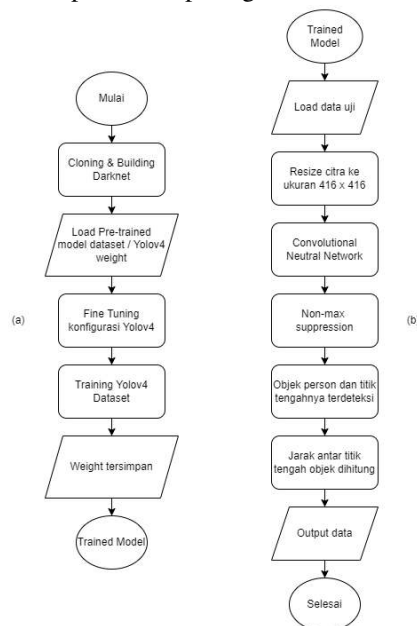 Mulai
Cloning & Building
Darknet
Load Pre-trained
model dataset / Yolov4
weight
(a)
Fine Tuning
konfigurasi Yolov4
Training Yolov4
Dataset
Weight tersimpan
Trained Model
Trained
Model
Load data uji
Resize citra ke
ukuran 416 x 416
Convolutional
Neutral Network
Non-max
suppression
(b
Objek person dan titik
tengahnya terdeteksi
Jarak antar titik
tengah objek dihitung
Output data
Selesai